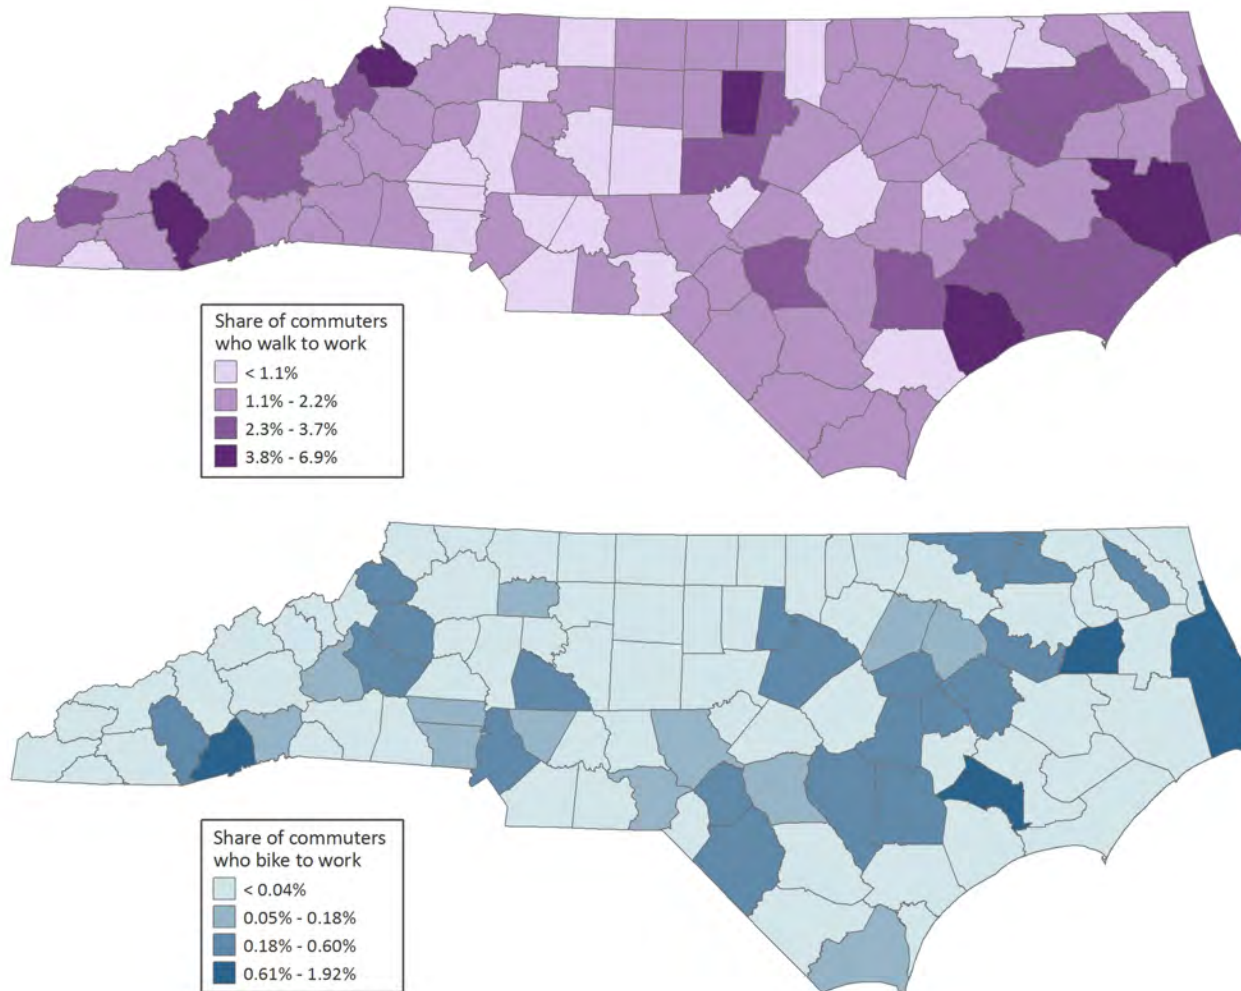 Share of commuters
who walk to work
< 1.1%
1.1% - 2.2%
2.3% - 3.7%
3.8% - 6.9%
Share of commuters
who bike to work
< 0.04%
0.05% - 0.18%
0.18% - 0.60%
0.61% - 1.92%